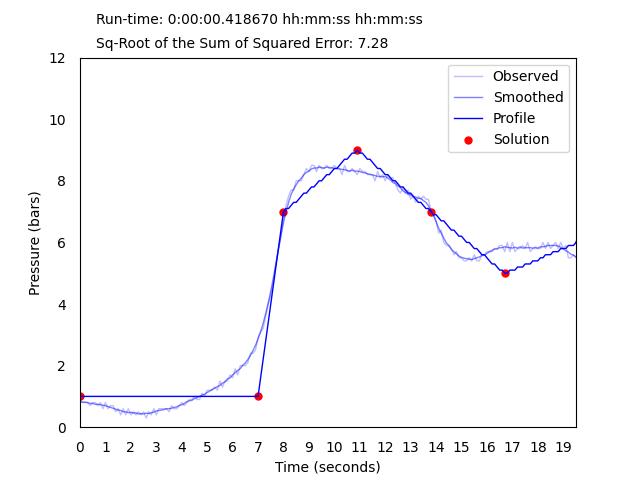 Run-time: 0:00:00.418670 hh:mm:ss hh:mm:ss
Sq-Root of the Sum of Squared Error: 7.28
12
10
8
6
4
2
0
Pressure (bars)
Observed
Smoothed
Profile
Solution
0 1 2 3 4 5 6 7 8 9 10 11 12 13 14 15 16 17 18 19
Time (seconds)